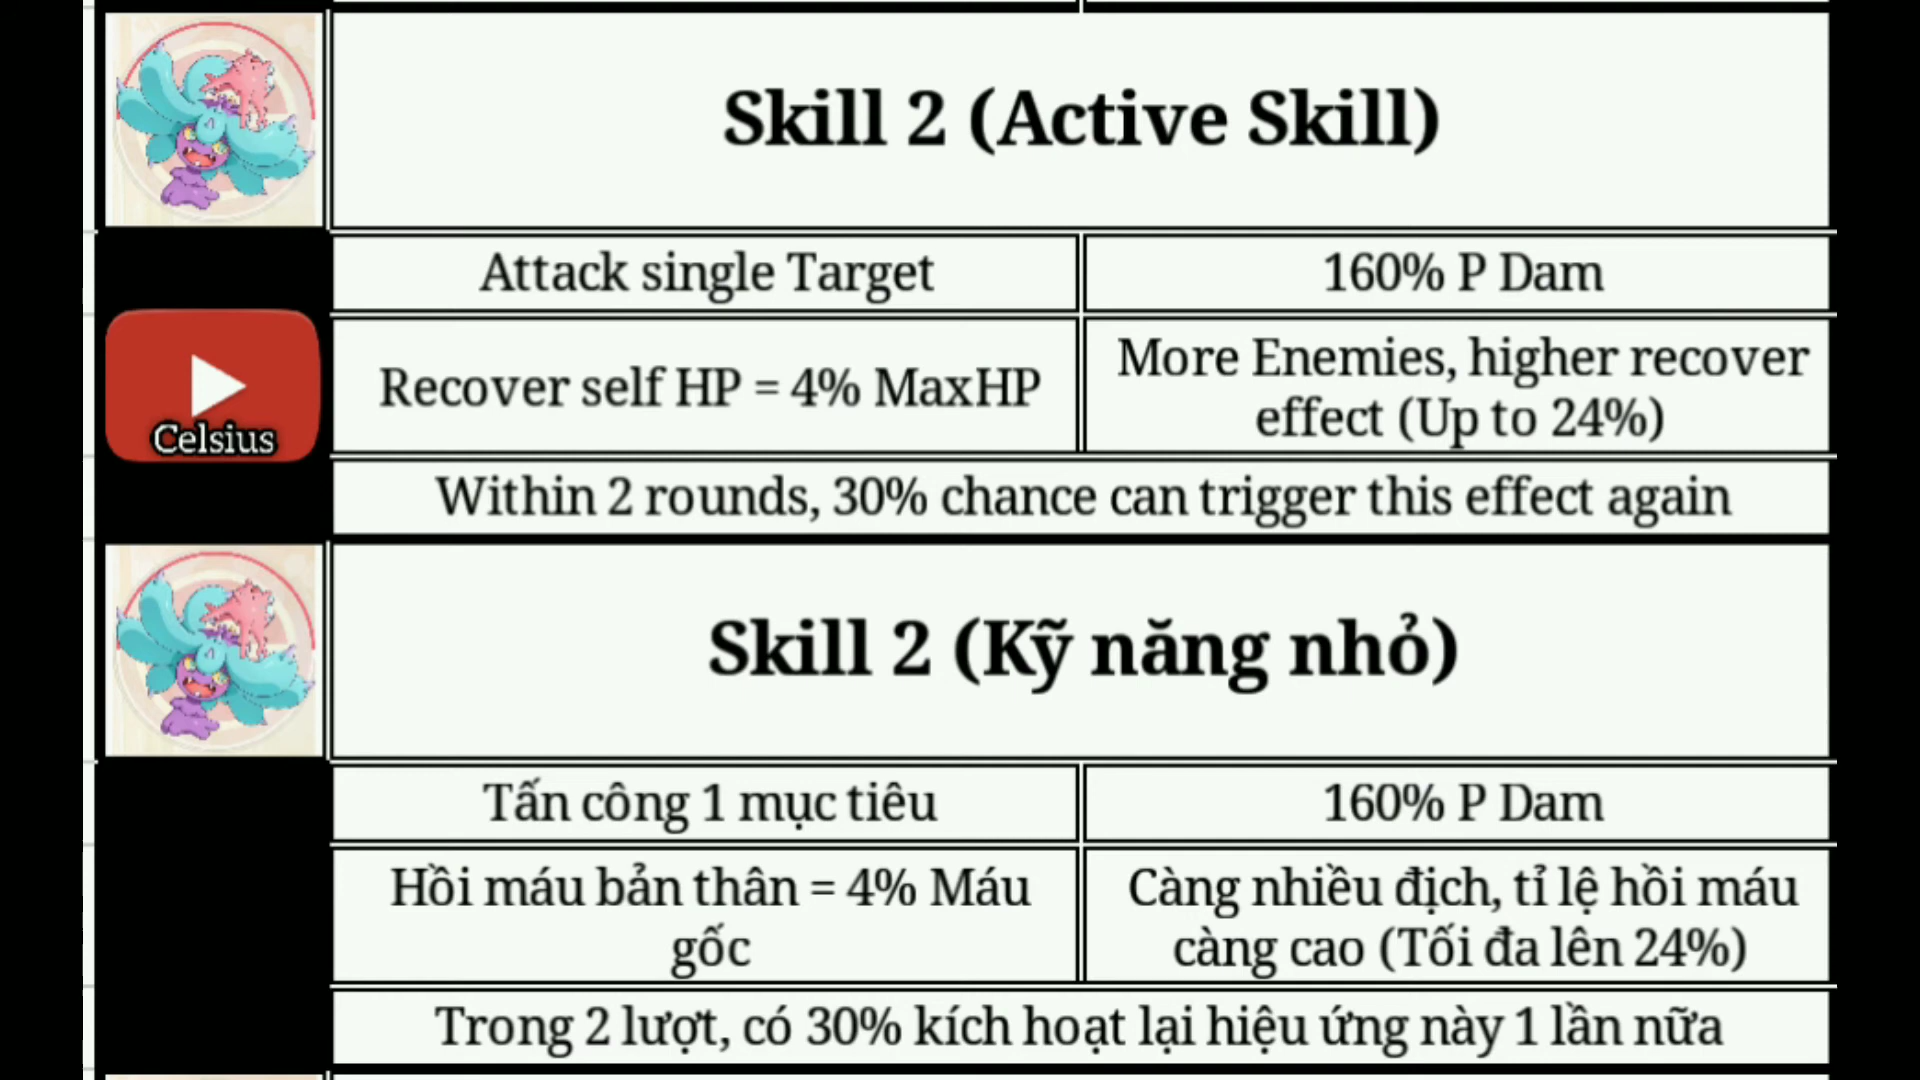 Skill 2 (Active Skill)
Attack single Target
160% P Dam
Recover self HP = 4% MaxHP
More Enemies, higher recover
effect (Up to 24%)
Celsius
Within 2 rounds, 30% chance can trigger this effect again
Skill 2 (Kỹ năng nhỏ)
Tấn công 1 mục tiêu
160% P Dam
Hồi máu bản thân = 4% Máu
gốc
Càng nhiều địch, tỉ lệ hồi máu
càng cao (Tối đa lên 24%)
Trong 2 lượt, có 30% kích hoạt lại hiệu ứng này 1 lần nữa